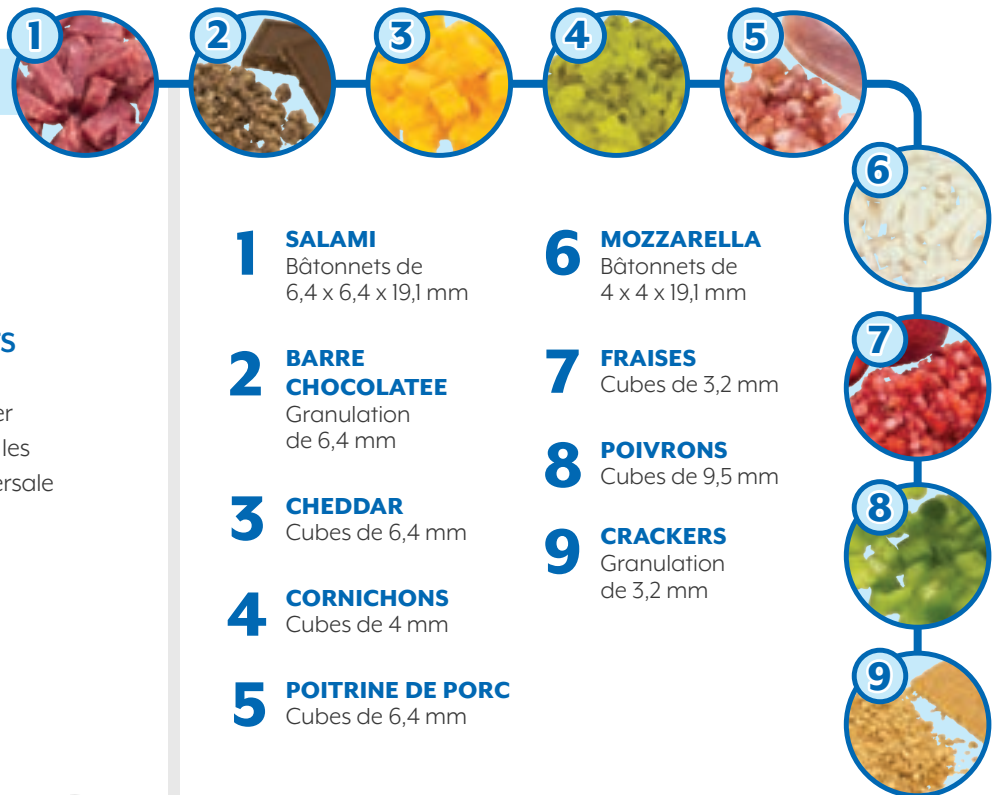 1
2
3
4
5
6
7
8
9
TS
er
les
ersale
1
SALAMI
Bâtonnets de
6,4 x 6,4 x 19,1 mm
2
BARRE
CHOCOLATEE
Granulation
de 6,4 mm
3
CHEDDAR
Cubes de 6,4 mm
4
CORNICHONS
Cubes de 4 mm
5
POITRINE DE PORC
Cubes de 6,4 mm
6
MOZZARELLA
Bâtonnets de
4 x 4 x 19,1 mm
7
FRAISES
Cubes de 3,2 mm
8
POIVRONS
Cubes de 9,5 mm
9
CRACKERS
Granulation
de 3,2 mm